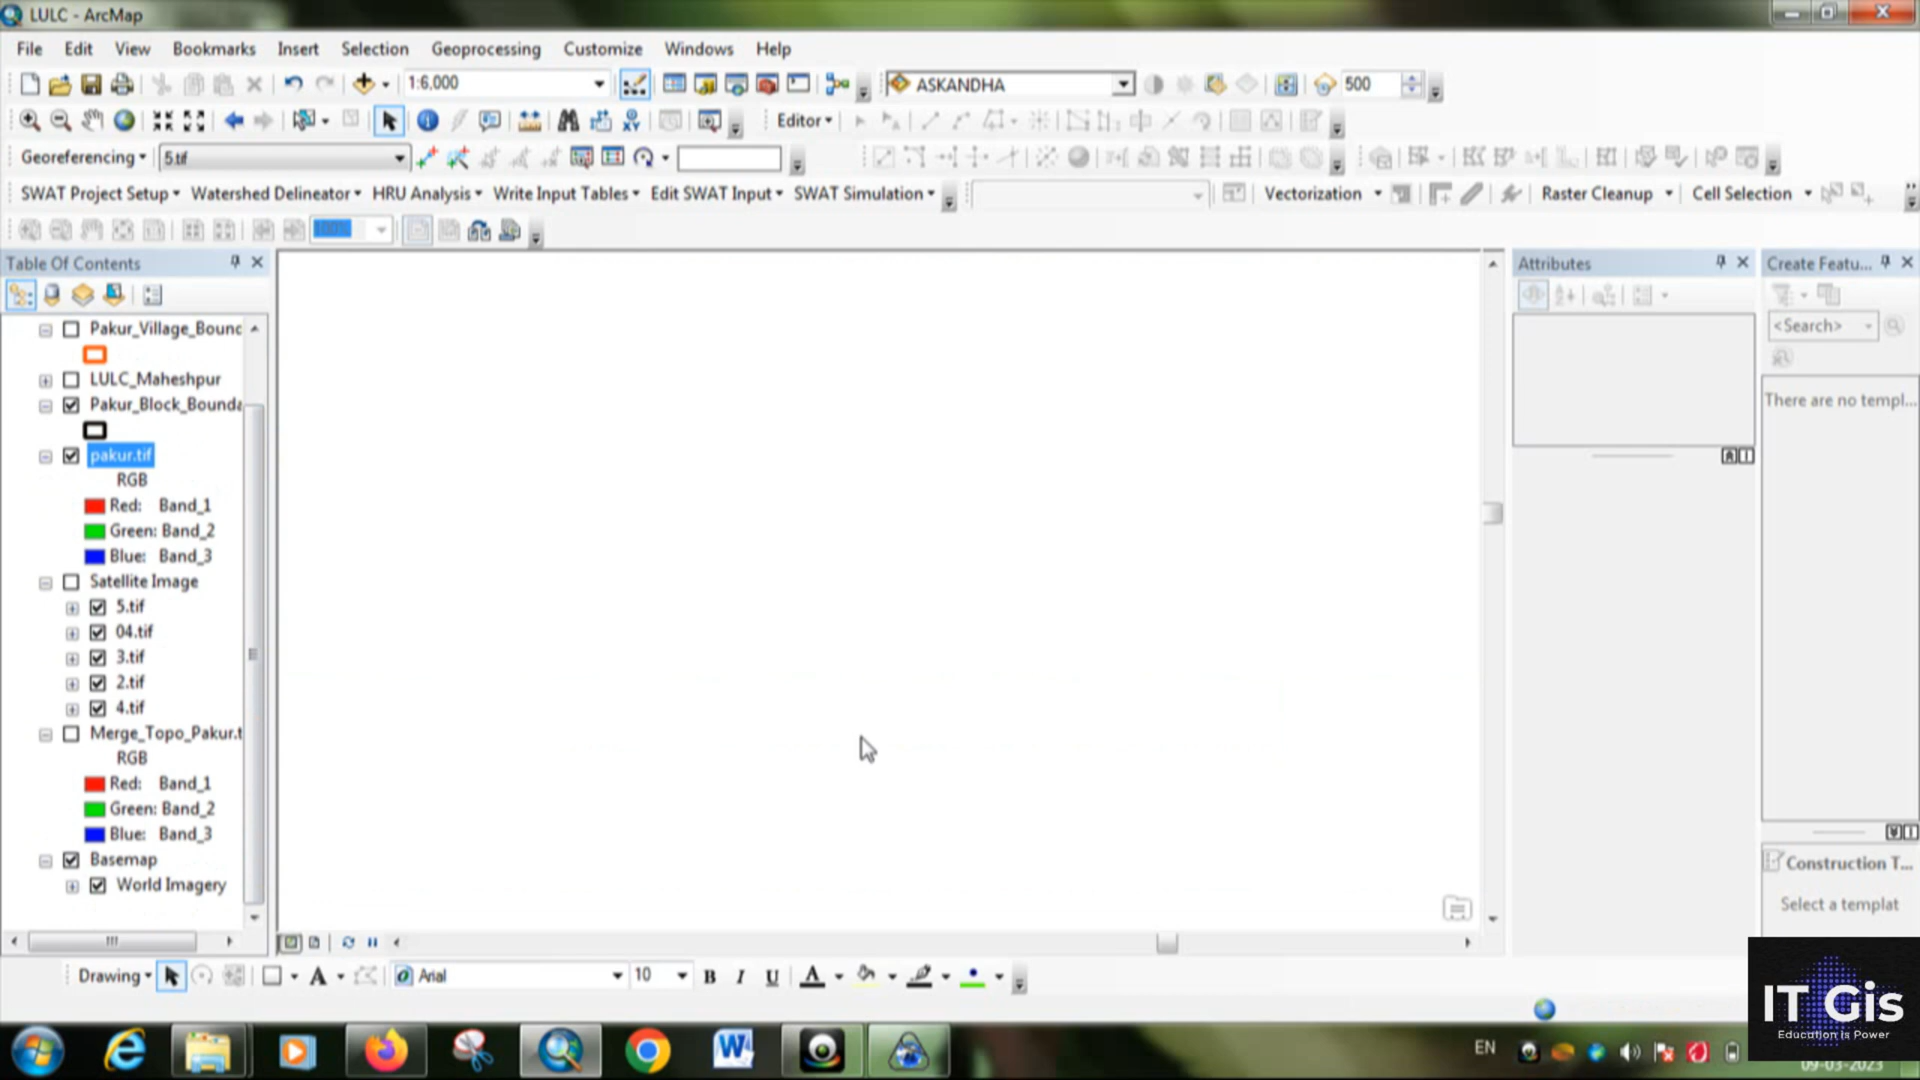 LULC - ArcMap
File Edit View Bookmarks Insert Selection Geoprocessing Customize Windows Help
1:6,000 ASKANDHA 500
Editor
Georeferencing 5.tif
SWAT Project Setup Watershed Delineator HRU Analysis Write Input Tables Edit SWAT Input SWAT Simulation Vectorization Raster Cleanup Cell Selection
100%
Table Of Contents
Attributes
Create Featu...
Pakur_Village_Bounc
<Search>
LULC_Maheshpur
Pakur_Block_Bounda
There are no templ...
pakur.tif
RGB
Red: Band_1
Green: Band_2
Blue: Band_3
Satellite Image
5.tif
04.tif
3.tif
2.tif
4.tif
Merge_Topo_Pakur.t
RGB
Red: Band_1
Green: Band_2
Blue: Band_3
Basemap
World Imagery
Construction T...
Select a templat
Drawing A Arial 10 B I U A
IT Gis
Education is Power
EN
09-03-2023